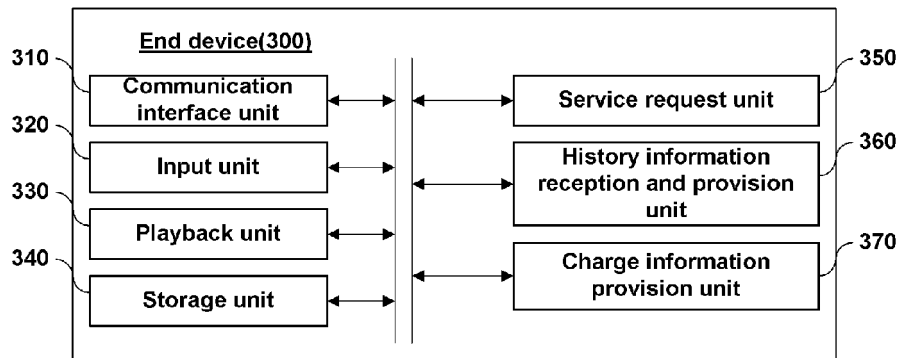 End device(300)
310
Communication
interface unit
320
Input unit
330
Playback unit
340
Storage unit
350
Service request unit
360
History information
reception and provision
unit
370
Charge information
provision unit